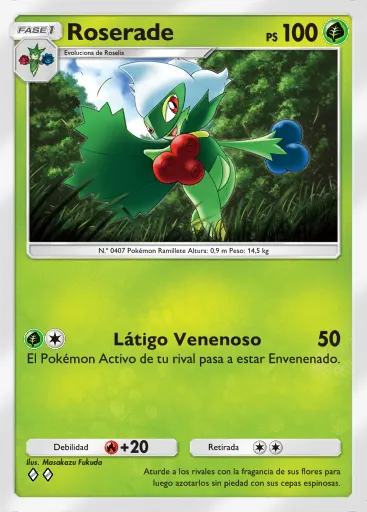 FASE 1
Roserade
PS 100
Evoluciona de Roselia
N.º 0407 Pokémon Ramillete Altura: 0,9 m Peso: 14,5 kg
Látigo Venenoso 50
El Pokémon Activo de tu rival pasa a estar Envenenado.
Debilidad +20 Retirada
Ilus. Masakazu Fukuda
Aturde a los rivales con la fragancia de sus flores para
luego azotarlos sin piedad con sus cepas espinosas.